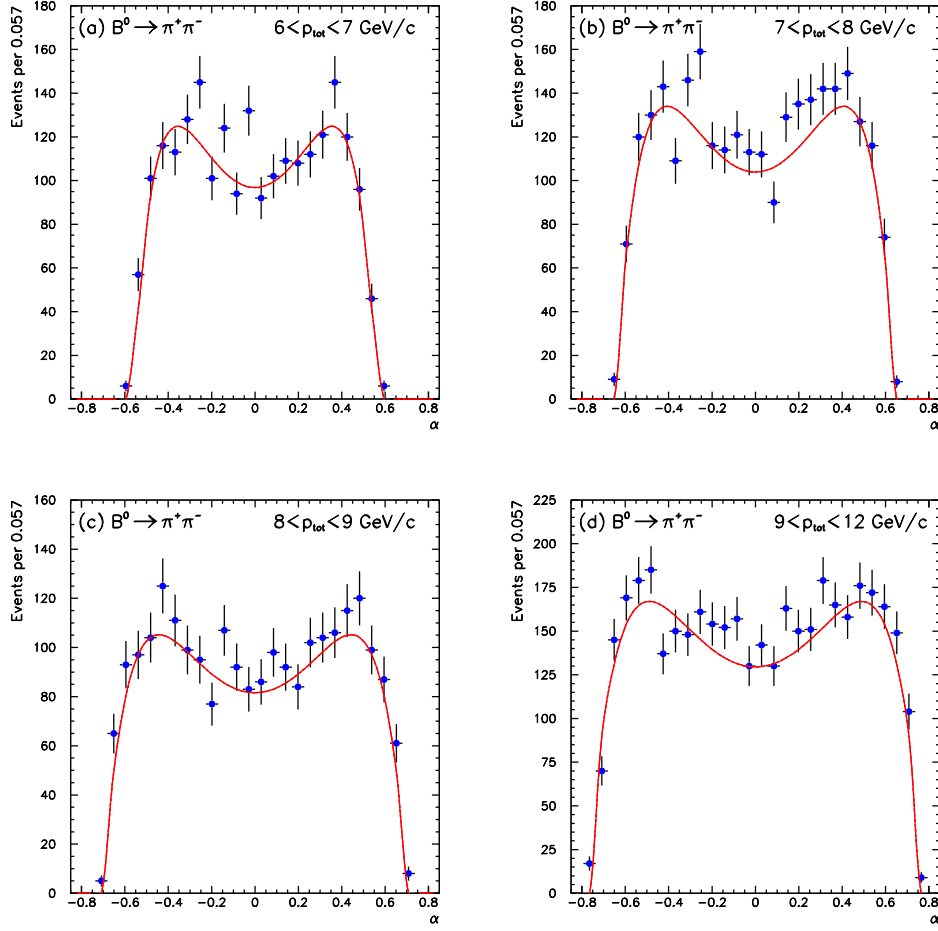 (a) B⁰→π⁺π⁻ 6<p_tot<7 GeV/c
Events per 0.057
180
160
140
120
100
80
60
40
20
0
−0.8 −0.6 −0.4 −0.2 0 0.2 0.4 0.6 0.8
α
(b) B⁰→π⁺π⁻ 7<p_tot<8 GeV/c
Events per 0.057
180
160
140
120
100
80
60
40
20
0
−0.8 −0.6 −0.4 −0.2 0 0.2 0.4 0.6 0.8
α
(c) B⁰→π⁺π⁻ 8<p_tot<9 GeV/c
Events per 0.057
160
140
120
100
80
60
40
20
0
−0.8 −0.6 −0.4 −0.2 0 0.2 0.4 0.6 0.8
α
(d) B⁰→π⁺π⁻ 9<p_tot<12 GeV/c
Events per 0.057
225
200
175
150
125
100
75
50
25
0
−0.8 −0.6 −0.4 −0.2 0 0.2 0.4 0.6 0.8
α